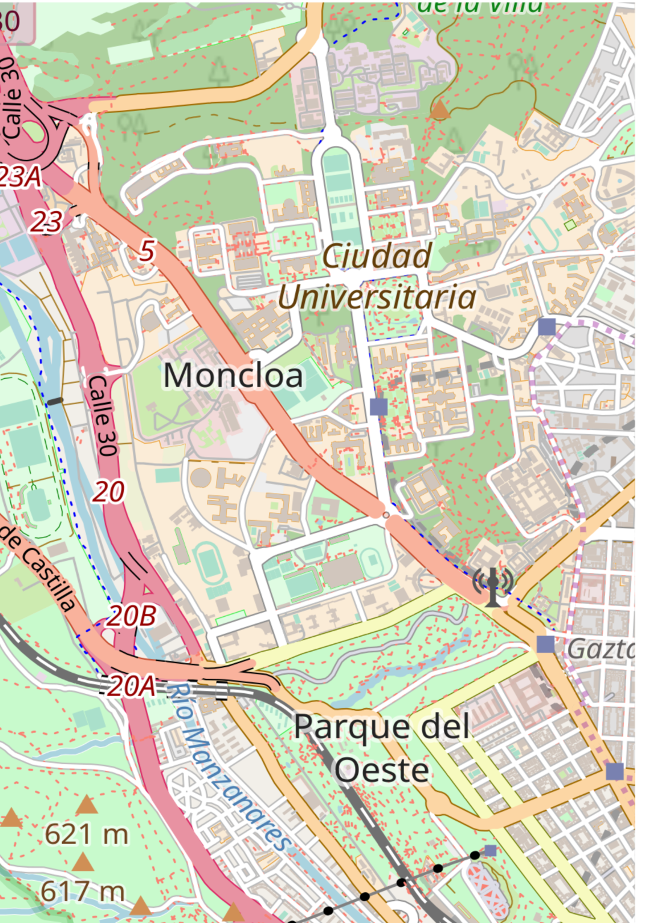 de la Villa
30
Calle 30
23A
23
5
Ciudad
Universitaria
Moncloa
Calle 30
20
de Castilla
20B
Gazta
20A
Río Manzanares
Parque del
Oeste
621 m
617 m